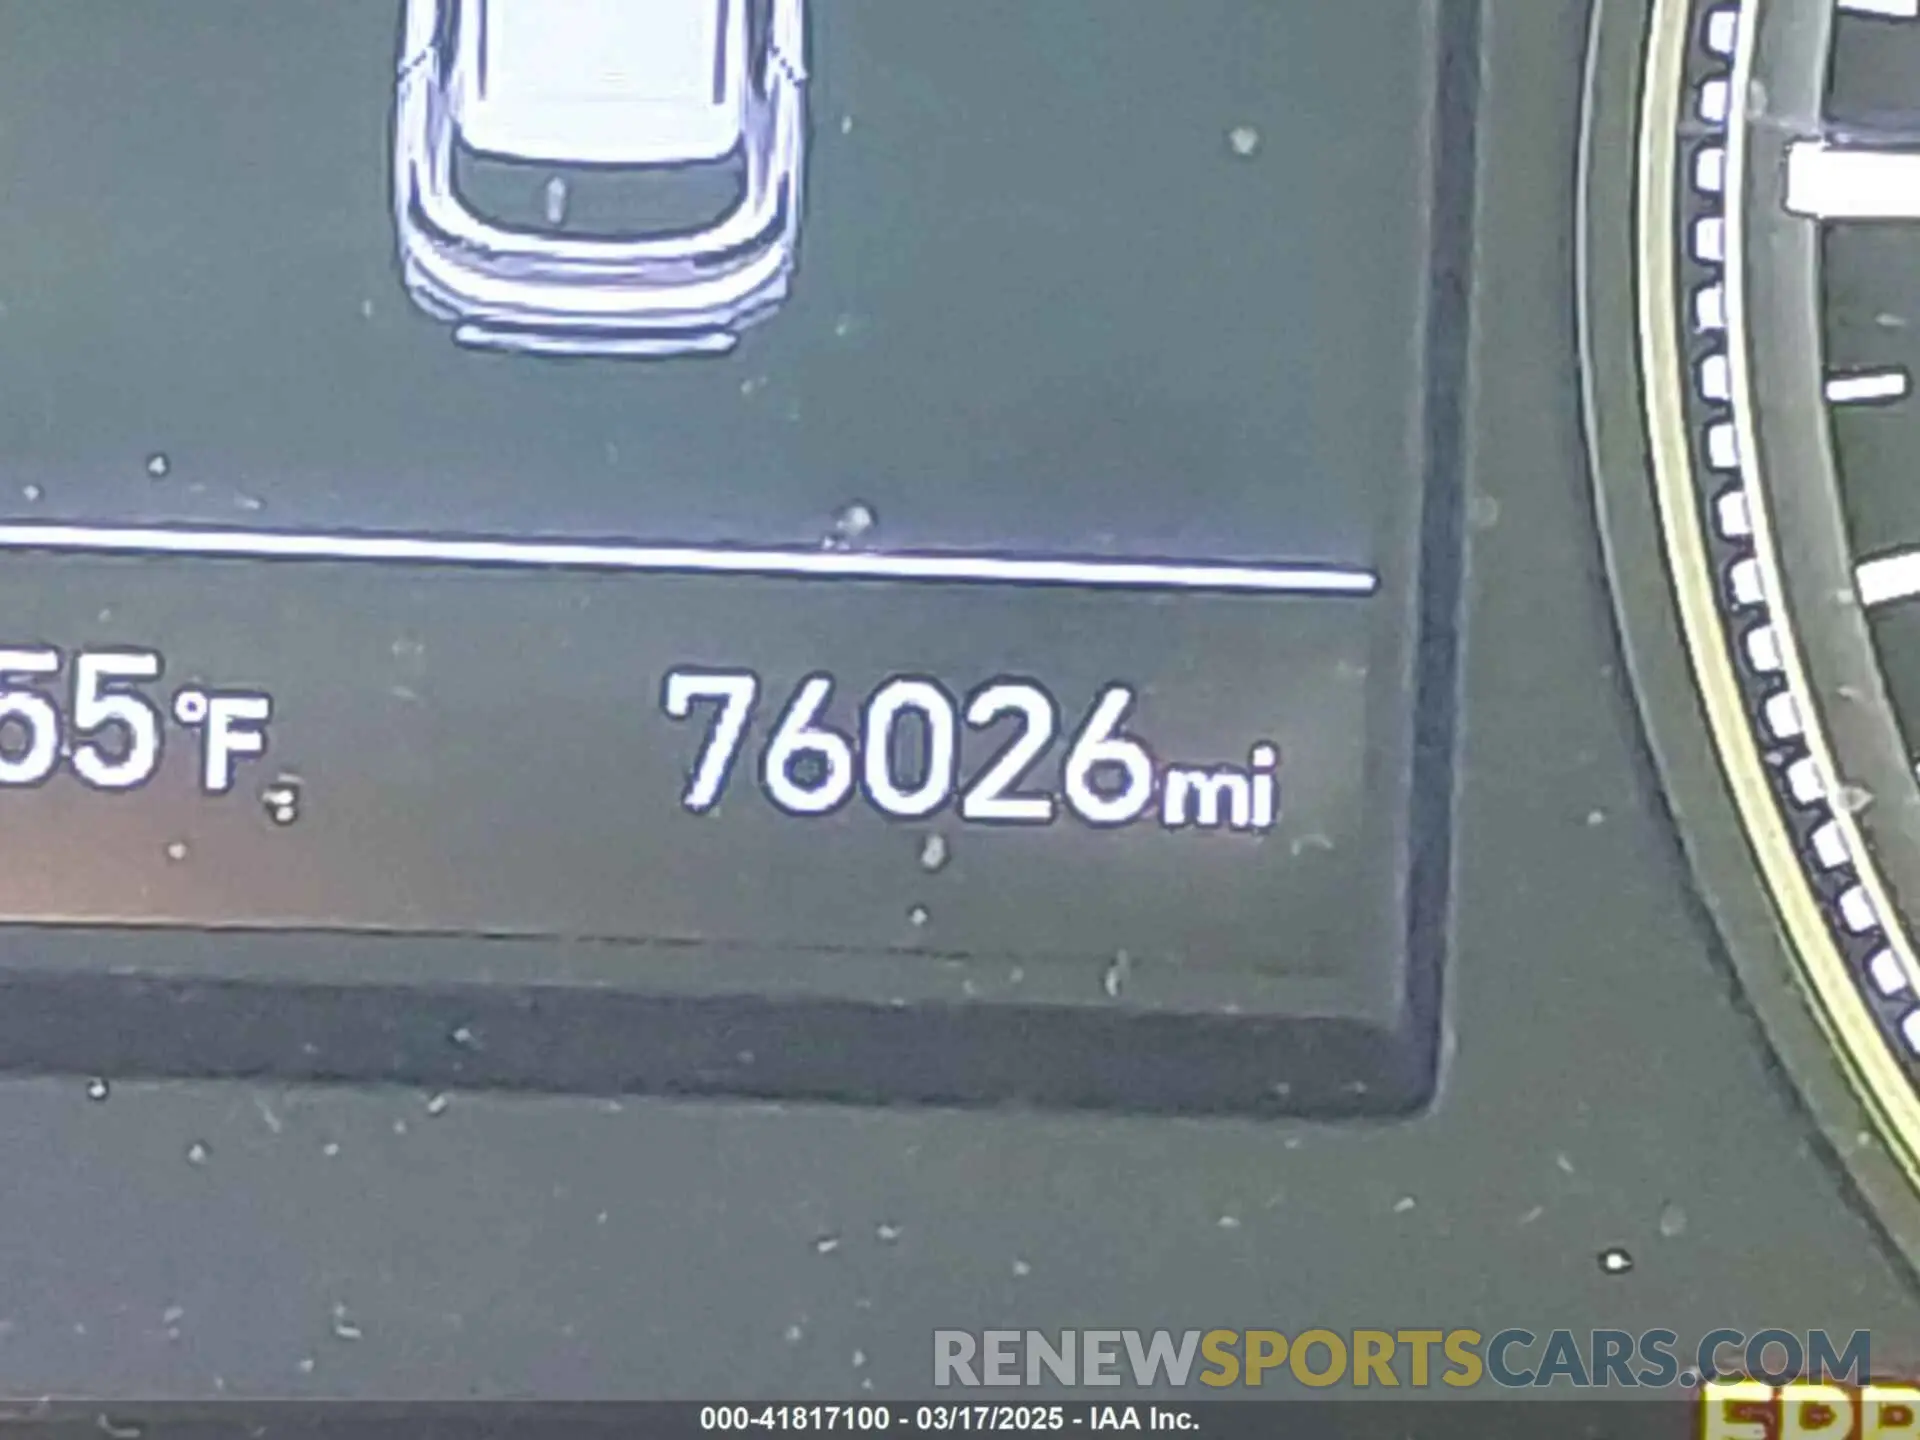 55°F 76026mi
RENEWSPORTSCARS.COM
000-41817100 - 03/17/2025 - IAA Inc.